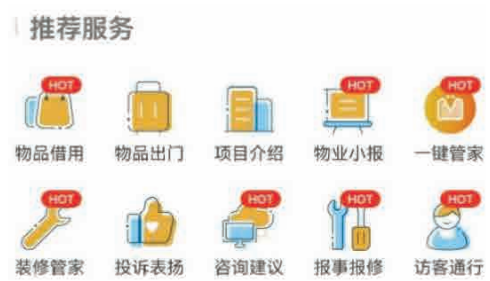 推荐服务
HOT HOT HOT
物品借用 物品出门 项目介绍 物业小报 一键管家
HOT HOT HOT HOT
装修管家 投诉表扬 咨询建议 报事报修 访客通行